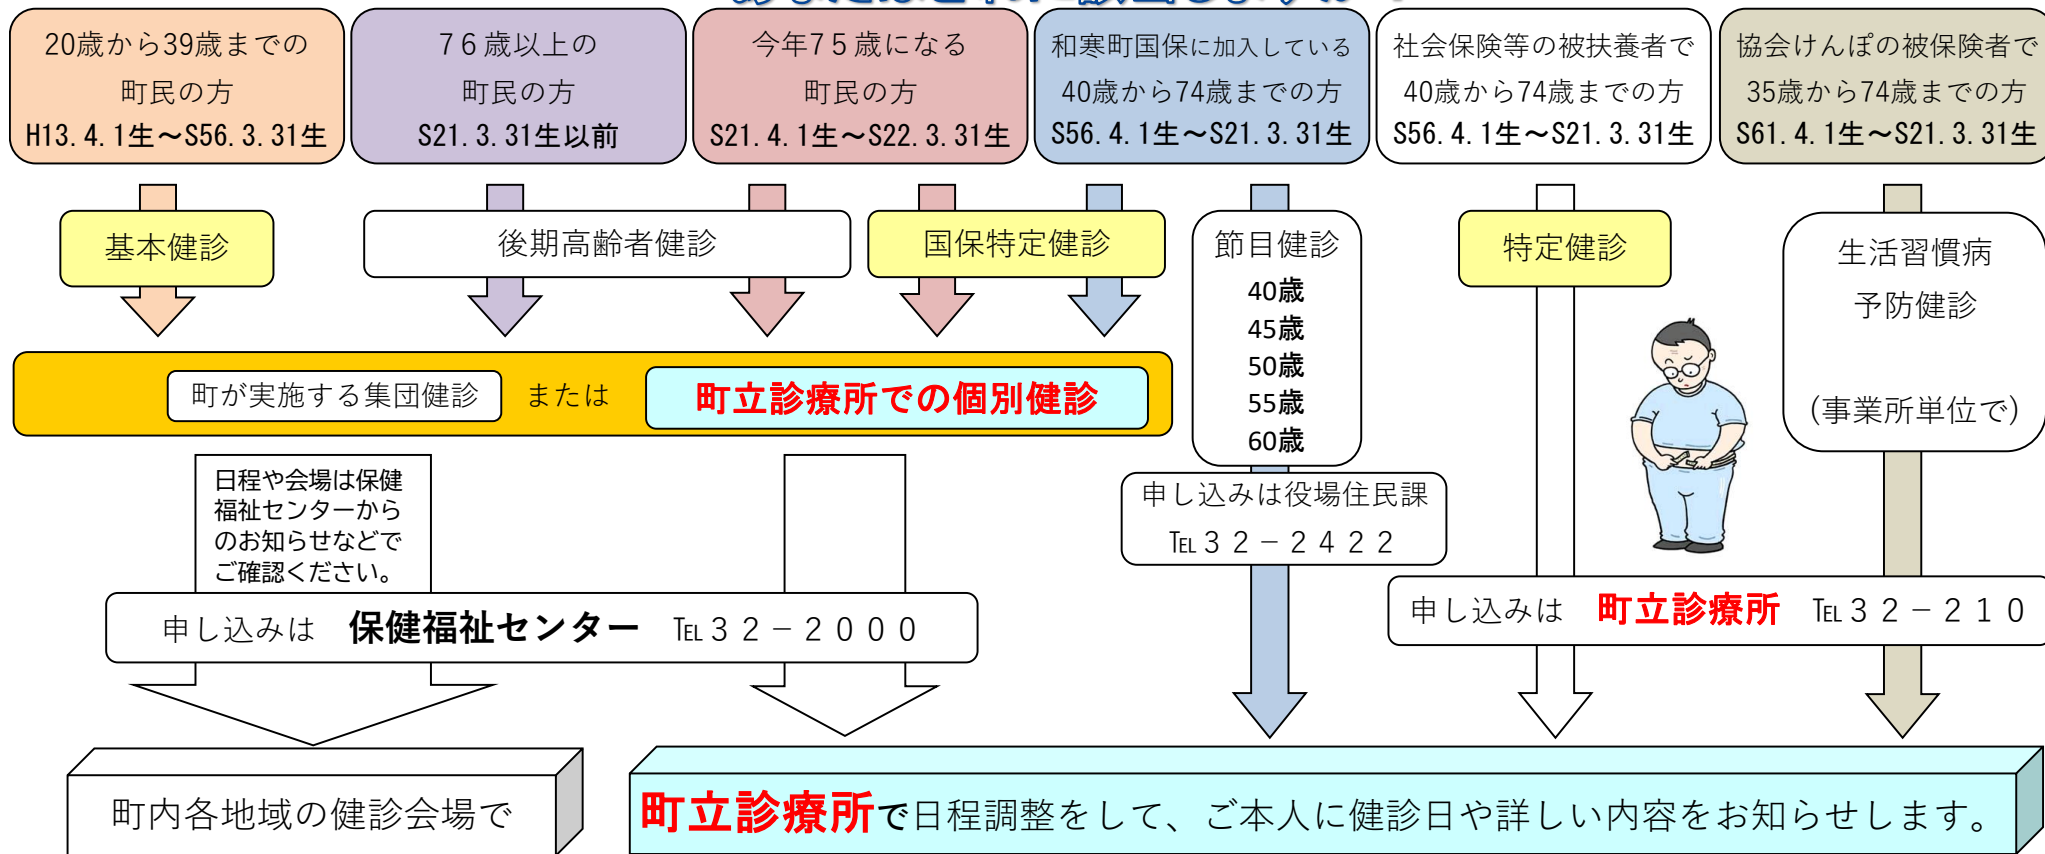 20歳から39歳までの
町民の方
H13.4.1生～S56.3.31生
７６歳以上の
町民の方
S21.3.31生以前
今年７５歳になる
町民の方
S21.4.1生～S22.3.31生
和寒町国保に加入している
40歳から74歳までの方
S56.4.1生～S21.3.31生
社会保険等の被扶養者で
40歳から74歳までの方
S56.4.1生～S21.3.31生
協会けんぽの被保険者で
35歳から74歳までの方
S61.4.1生～S21.3.31生
基本健診
後期高齢者健診
国保特定健診
節目健診
40歳
45歳
50歳
55歳
60歳
特定健診
生活習慣病
予防健診
(事業所単位で)
町が実施する集団健診 または 町立診療所での個別健診
日程や会場は保健
福祉センターから
のお知らせなどで
ご確認ください。
申し込みは役場住民課
℡３２－２４２２
申し込みは 保健福祉センター ℡３２－２０００
申し込みは 町立診療所 ℡３２－２１０
町内各地域の健診会場で
町立診療所で日程調整をして、ご本人に健診日や詳しい内容をお知らせします。